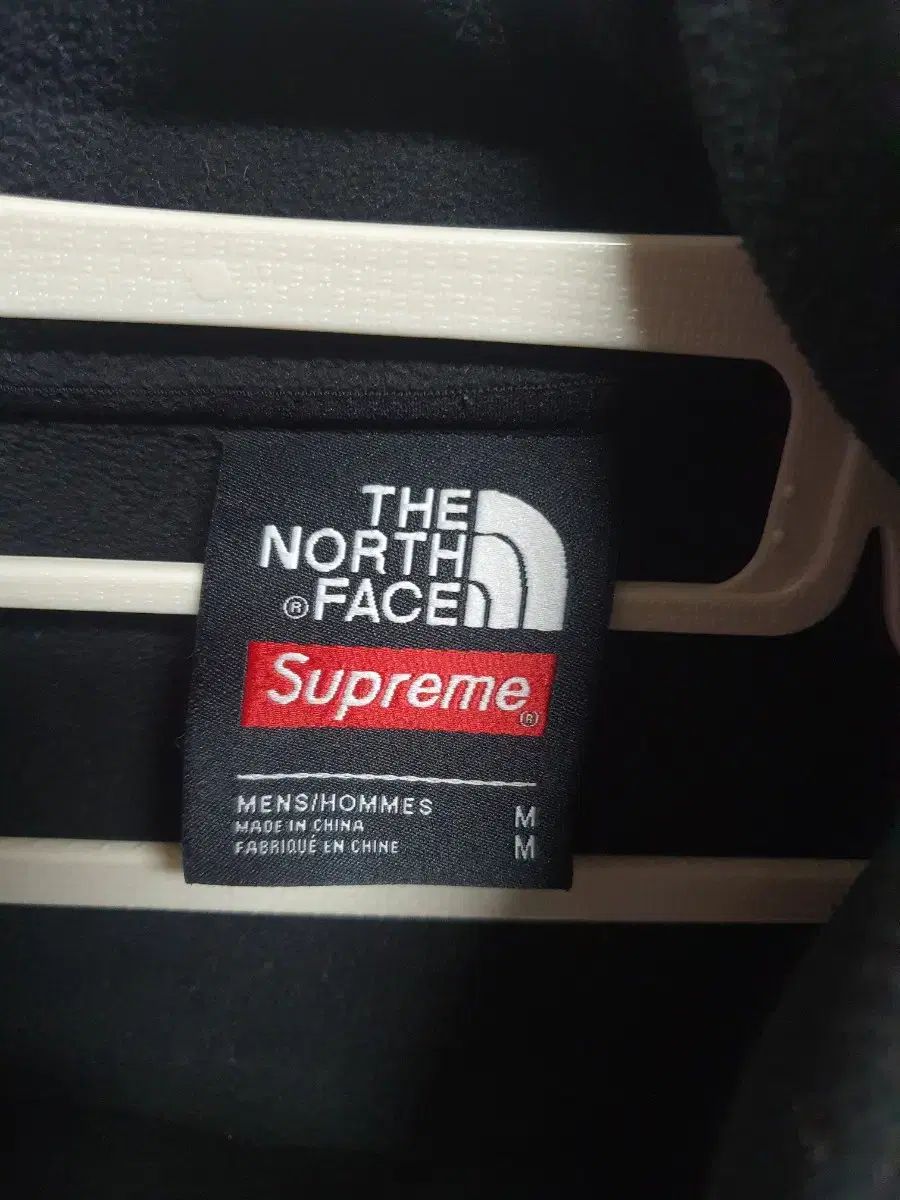 THE
NORTH
®FACE
Supreme®
MENS/HOMMES M
MADE IN CHINA
FABRIQUÉ EN CHINE M